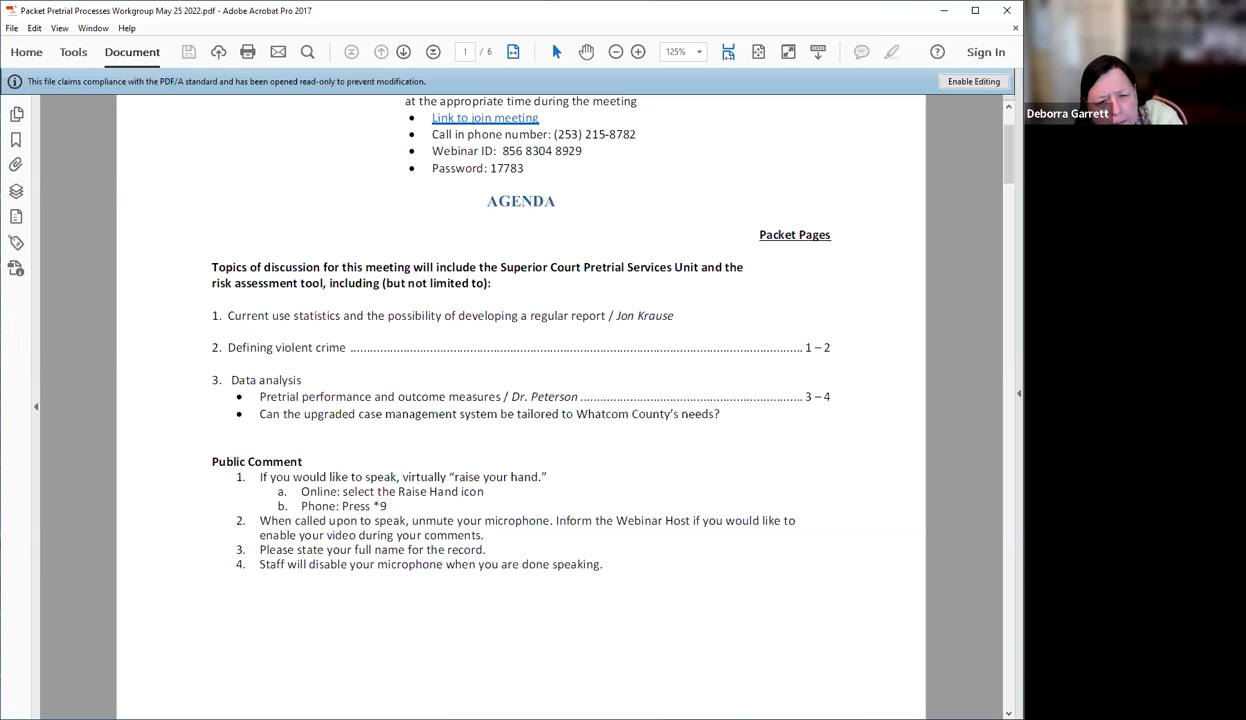 Packet Pretrial Processes Workgroup May 25 2022.pdf - Adobe Acrobat Pro 2017
File Edit View Window Help
Home Tools Document 1 / 6 125% Sign In
This file claims compliance with the PDF/A standard and has been opened read-only to prevent modification. Enable Editing
Deborra Garrett
at the appropriate time during the meeting
• Link to join meeting
• Call in phone number: (253) 215-8782
• Webinar ID: 856 8304 8929
• Password: 17783
AGENDA
Packet Pages
Topics of discussion for this meeting will include the Superior Court Pretrial Services Unit and the
risk assessment tool, including (but not limited to):
1. Current use statistics and the possibility of developing a regular report / Jon Krause
2. Defining violent crime ........................................................................................................ 1 – 2
3. Data analysis
• Pretrial performance and outcome measures / Dr. Peterson ................................................... 3 – 4
• Can the upgraded case management system be tailored to Whatcom County’s needs?
Public Comment
1. If you would like to speak, virtually “raise your hand.”
a. Online: select the Raise Hand icon
b. Phone: Press *9
2. When called upon to speak, unmute your microphone. Inform the Webinar Host if you would like to
enable your video during your comments.
3. Please state your full name for the record.
4. Staff will disable your microphone when you are done speaking.